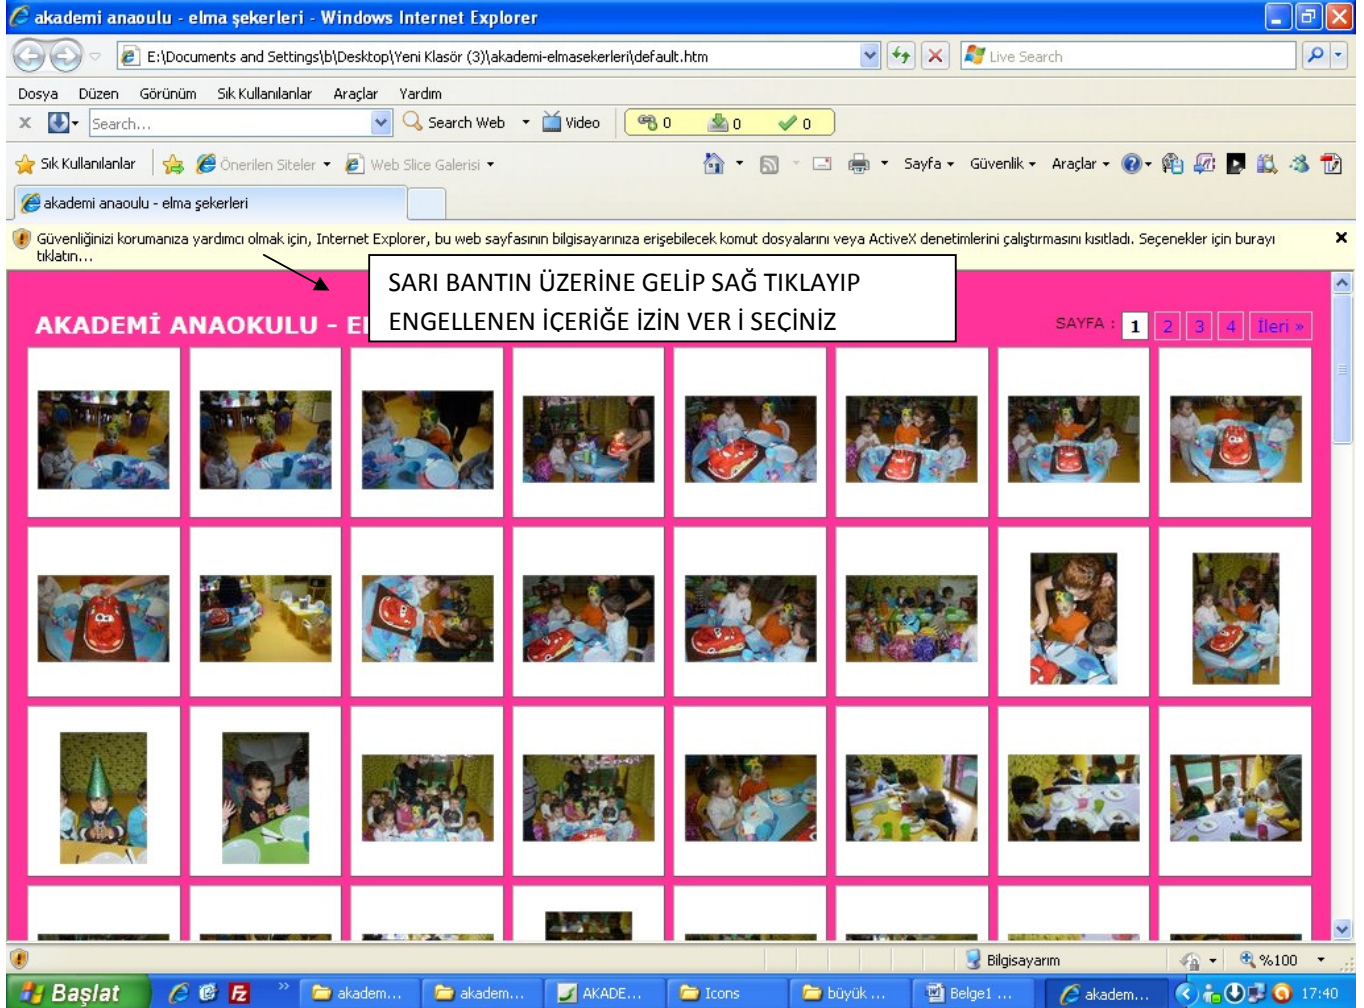 akademi anaoulu - elma şekerleri - Windows Internet Explorer
E:\Documents and Settings\b\Desktop\Yeni Klasör (3)\akademi-elmasekerleri\default.htm
Live Search
Dosya Düzen Görünüm Sık Kullanılanlar Araçlar Yardım
Search... Search Web Video 0 0 0
Sık Kullanılanlar Önerilen Siteler Web Slice Galerisi Sayfa Güvenlik Araçlar
akademi anaoulu - elma şekerleri
Güvenliğinizi korumanıza yardımcı olmak için, Internet Explorer, bu web sayfasının bilgisayarınıza erişebilecek komut dosyalarını veya ActiveX denetimlerini çalıştırmasını kısıtladı. Seçenekler için burayı
tıklatın...
SARI BANTIN ÜZERİNE GELİP SAĞ TIKLAYIP
ENGELLENEN İÇERİĞE İZİN VER İ SEÇİNİZ
AKADEMİ ANAOKULU - El
SAYFA : 1 2 3 4 İleri »
Bilgisayarım %100
Başlat » akadem... akadem... AKADE... Icons büyük ... Belge1 ... akadem... 17:40